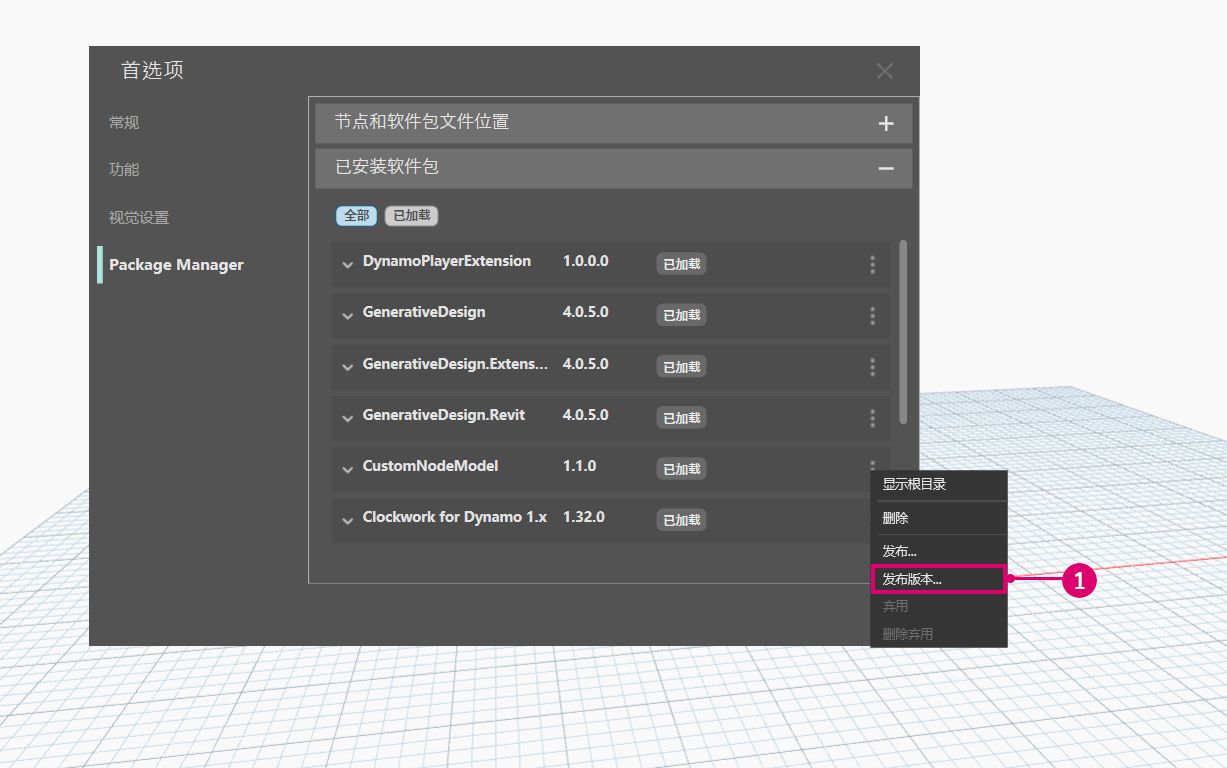 首选项
常规
功能
视觉设置
Package Manager
节点和软件包文件位置
已安装软件包
全部 已加载
DynamoPlayerExtension 1.0.0.0 已加载
GenerativeDesign 4.0.5.0 已加载
GenerativeDesign.Extens... 4.0.5.0 已加载
GenerativeDesign.Revit 4.0.5.0 已加载
CustomNodeModel 1.1.0 已加载
Clockwork for Dynamo 1.x 1.32.0 已加载
显示根目录
删除
发布...
发布版本...
1
弃用
删除弃用